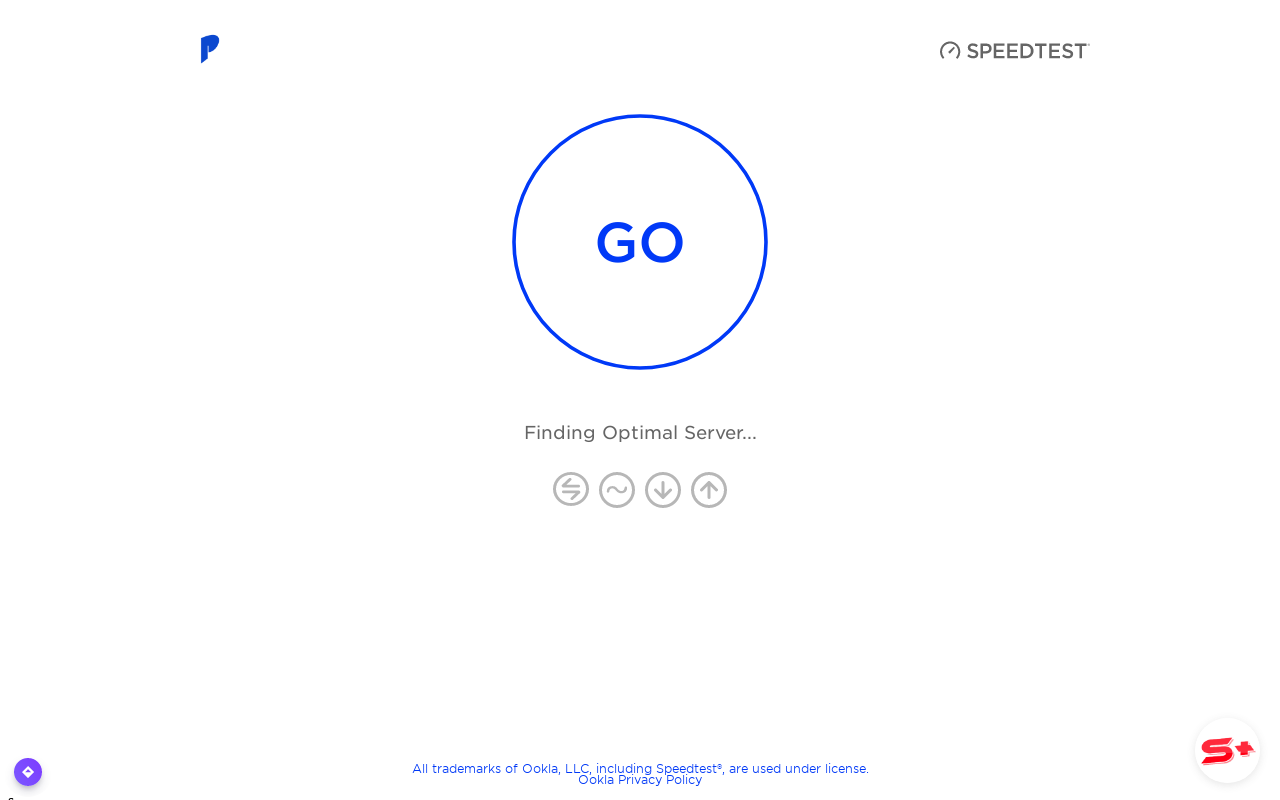 SPEEDTEST
GO
Finding Optimal Server...
S+
All trademarks of Ookla, LLC, including Speedtest®, are used under license.
Ookla Privacy Policy